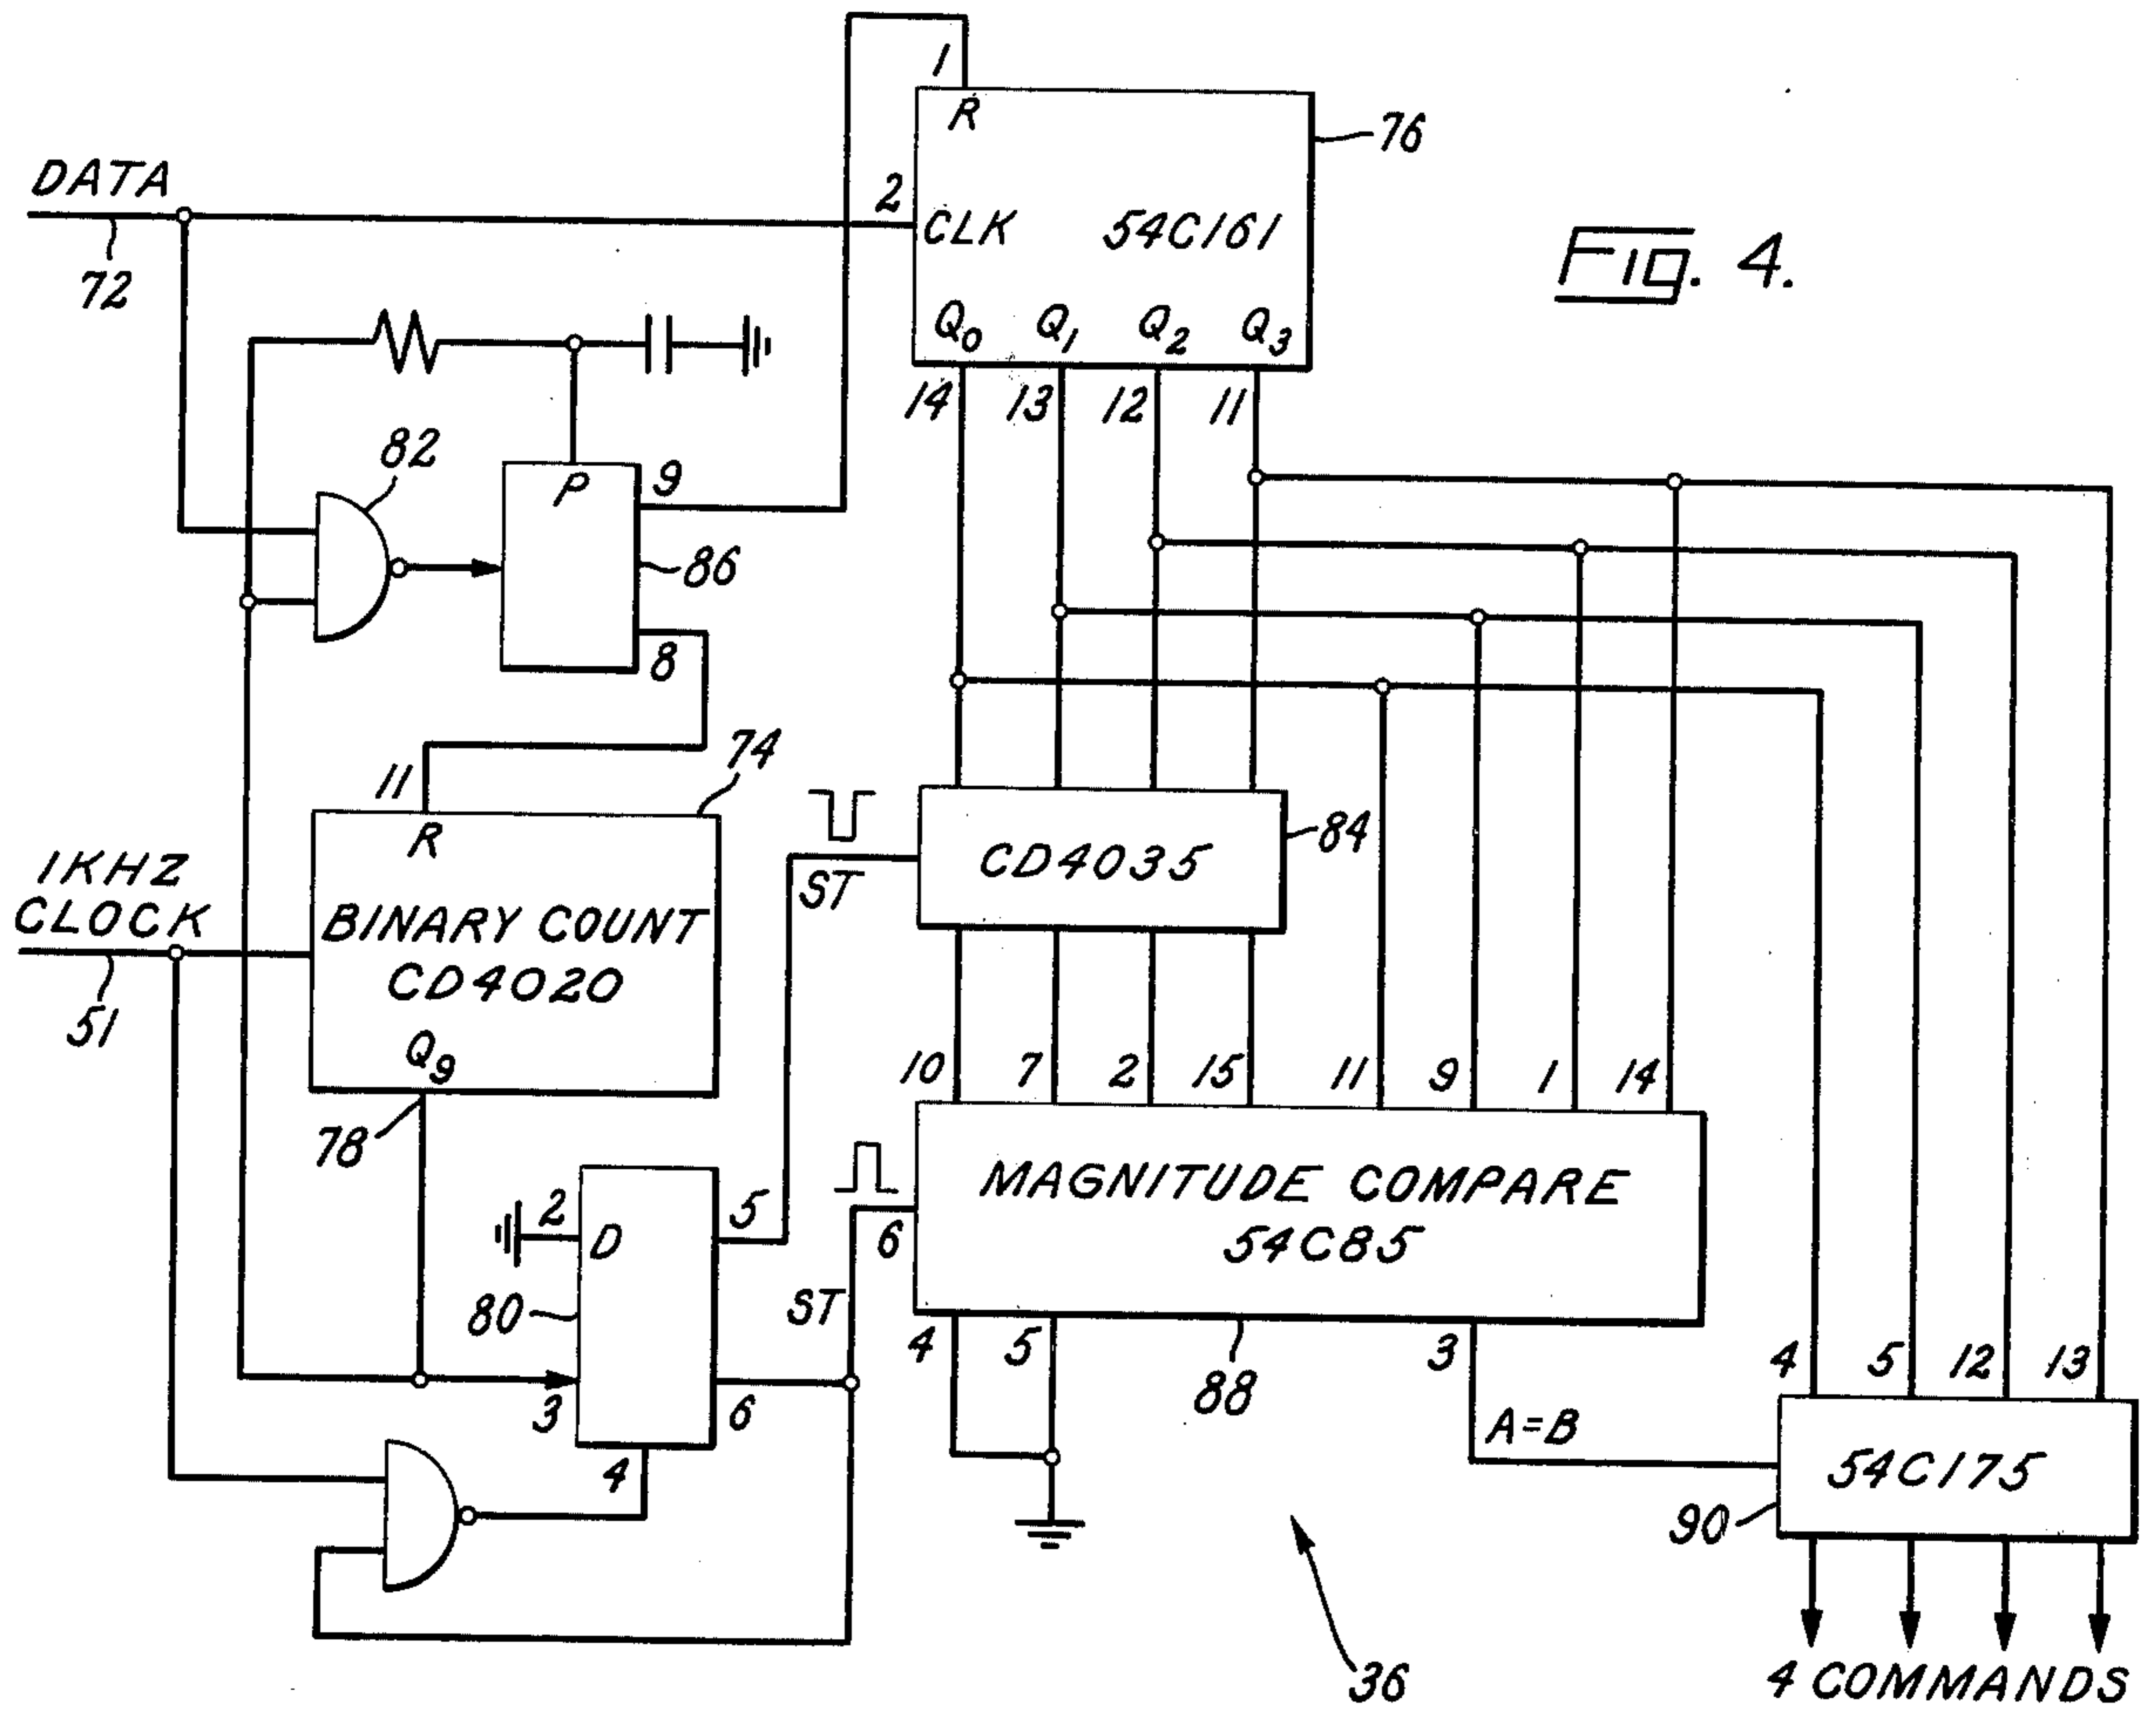 1
R
76
DATA
2
CLK
54C161
Fig. 4.
72
Q0 Q1 Q2 Q3
14 13 12 11
82
P
9
86
8
74
11
R
84
CD4035
1KHZ
CLOCK
ST
BINARY COUNT
CD4020
51
Q9
10 7 2 15 11 9 1 14
78
MAGNITUDE COMPARE
54C85
2
D
5
6
80
ST
3
6
4
5
88
3
4 5 12 13
A=B
54C175
4
90
36
4 COMMANDS